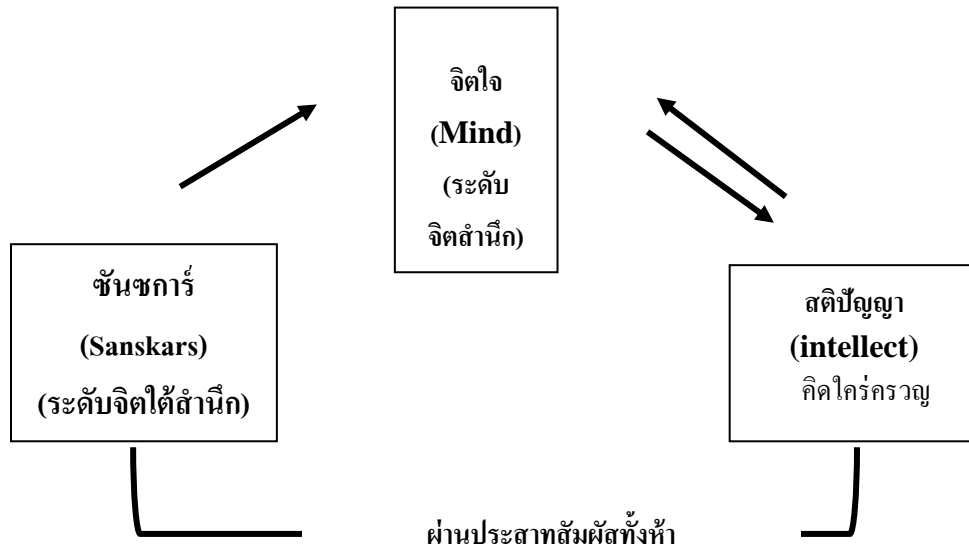 จิตใจ
(Mind)
(ระดับ
จิตสำนึก)
ซันซการ์
(Sanskars)
(ระดับจิตใต้สำนึก)
สติปัญญา
(intellect)
คิดใคร่ครวญ
ผ่านประสาทสัมผัสทั้งห้า